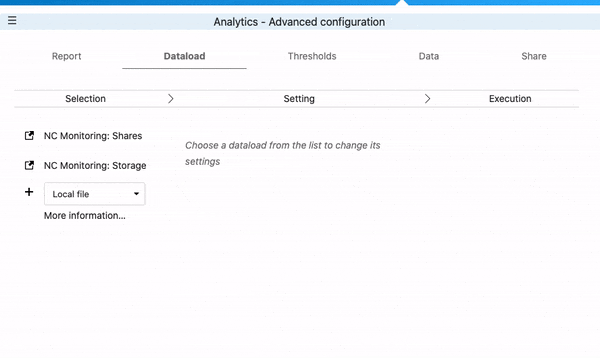 Analytics - Advanced configuration
Report Dataload Thresholds Data Share
Selection Setting Execution
NC Monitoring: Shares
Choose a dataload from the list to change its
settings
NC Monitoring: Storage
Local file
More information...